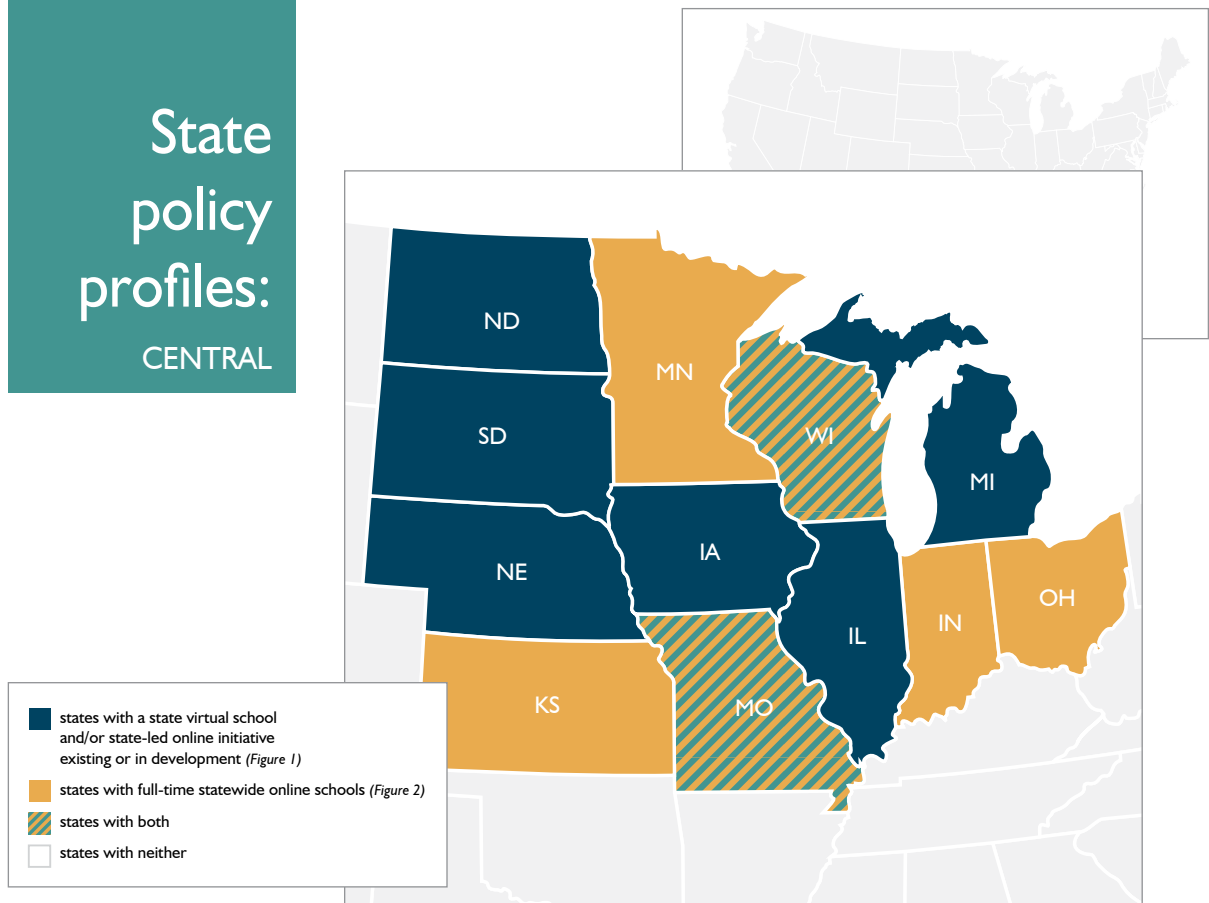 State
policy
profiles:
CENTRAL
ND
MN
SD
WI
MI
NE
IA
OH
IN
IL
KS
MO
states with a state virtual school
and/or state-led online initiative
existing or in development (Figure 1)
states with full-time statewide online schools (Figure 2)
states with both
states with neither